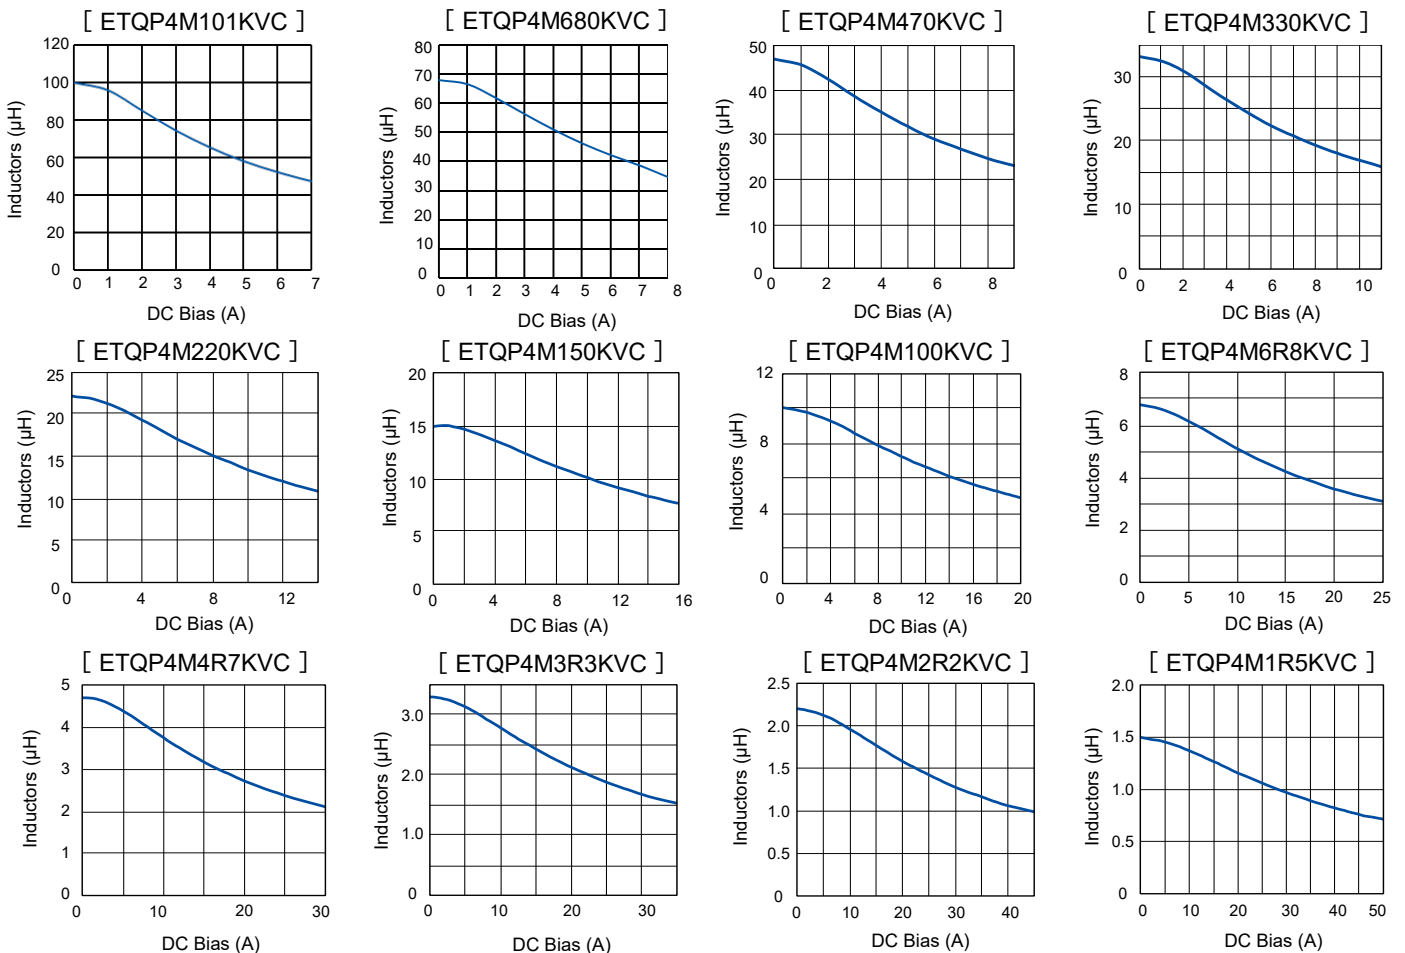 [ ETQP4M101KVC ]
120
100
80
60
40
20
0
Inductors (μH)
0 1 2 3 4 5 6 7
DC Bias (A)
[ ETQP4M680KVC ]
80
70
60
50
40
30
20
10
0
Inductors (μH)
0 1 2 3 4 5 6 7 8
DC Bias (A)
[ ETQP4M470KVC ]
50
40
30
20
10
0
Inductors (μH)
2 4 6 8
DC Bias (A)
[ ETQP4M330KVC ]
30
20
10
0
Inductors (μH)
0 2 4 6 8 10
DC Bias (A)
[ ETQP4M220KVC ]
25
20
15
10
5
0
Inductors (μH)
0 4 8 12
DC Bias (A)
[ ETQP4M150KVC ]
20
15
10
5
0
Inductors (μH)
0 4 8 12 16
DC Bias (A)
[ ETQP4M100KVC ]
12
8
4
0
Inductors (μH)
0 4 8 12 16 20
DC Bias (A)
[ ETQP4M6R8KVC ]
8
6
4
2
0
Inductors (μH)
0 5 10 15 20 25
DC Bias (A)
[ ETQP4M4R7KVC ]
5
4
3
2
1
0
Inductors (μH)
0 10 20 30
DC Bias (A)
[ ETQP4M3R3KVC ]
3.0
2.0
1.0
0
Inductors (μH)
0 10 20 30
DC Bias (A)
[ ETQP4M2R2KVC ]
2.5
2.0
1.5
1.0
0.5
0
Inductors (μH)
0 10 20 30 40
DC Bias (A)
[ ETQP4M1R5KVC ]
2.0
1.5
1.0
0.5
0
Inductors (μH)
0 10 20 30 40 50
DC Bias (A)